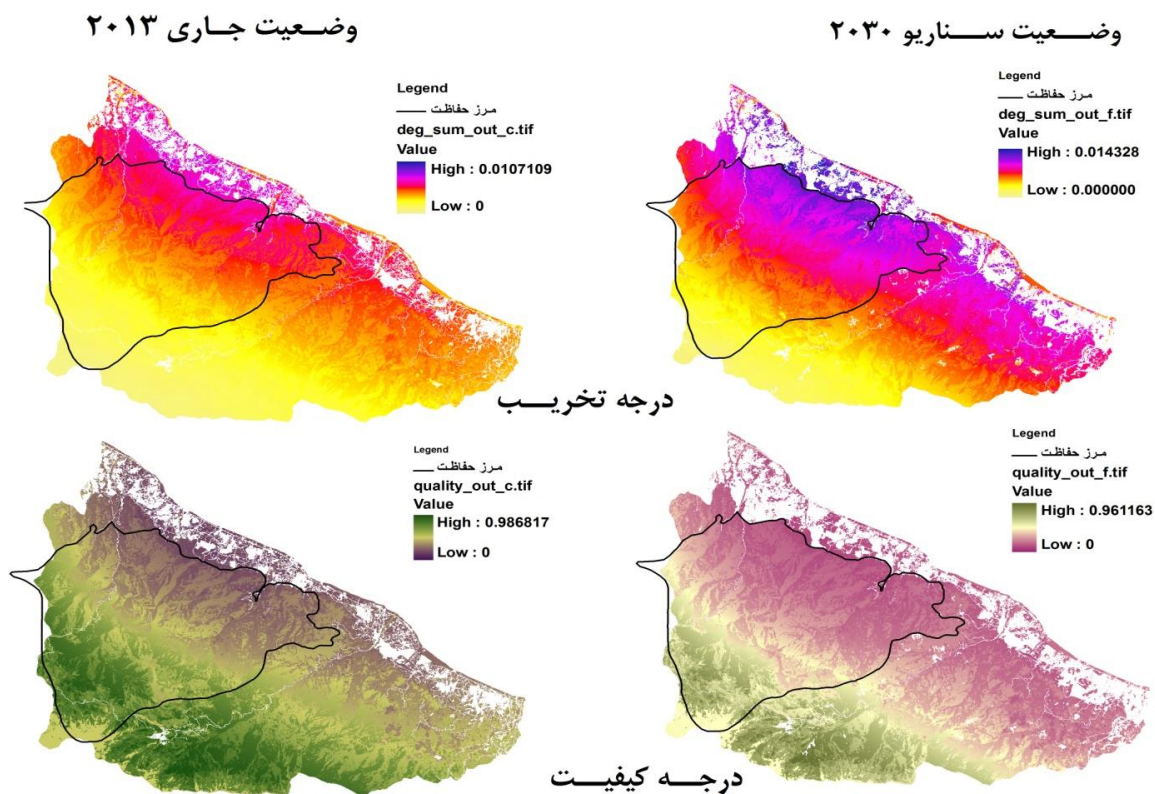 وضعیت جاری ۲۰۱۳
وضعیت سناریو ۲۰۳۰
Legend
مرز حفاظت
deg_sum_out_c.tif
Value
High : 0.0107109
Low : 0
Legend
مرز حفاظت
deg_sum_out_f.tif
Value
High : 0.014328
Low : 0.000000
درجه تخریب
Legend
مرز حفاظت
quality_out_c.tif
Value
High : 0.986817
Low : 0
Legend
مرز حفاظت
quality_out_f.tif
Value
High : 0.961163
Low : 0
درجه کیفیت